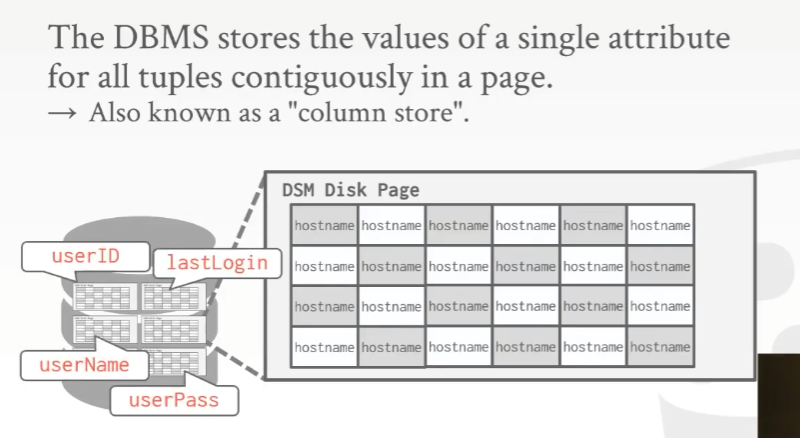 The DBMS stores the values of a single attribute
for all tuples contiguously in a page.
→ Also known as a "column store".
DSM Disk Page
hostname hostname hostname hostname hostname hostname
hostname hostname hostname hostname hostname hostname
hostname hostname hostname hostname hostname hostname
hostname hostname hostname hostname hostname hostname
userID
lastLogin
userName
userPass